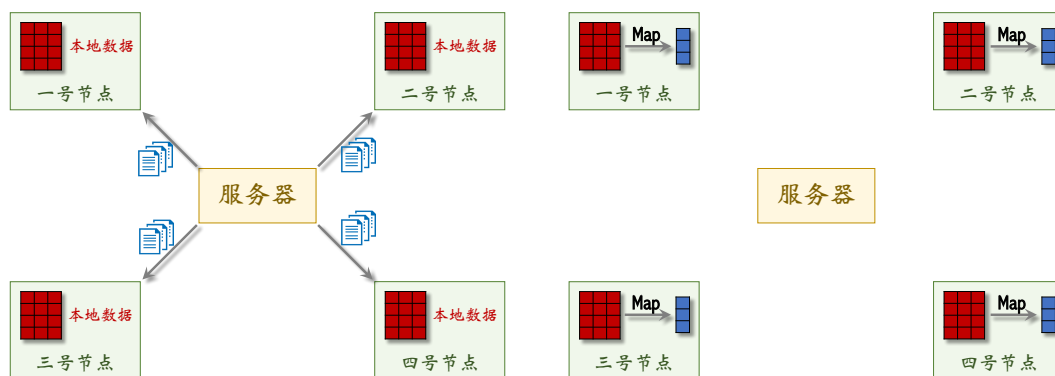 本地数据
一号节点
本地数据
二号节点
服务器
本地数据
三号节点
本地数据
四号节点
Map
一号节点
Map
二号节点
服务器
Map
三号节点
Map
四号节点